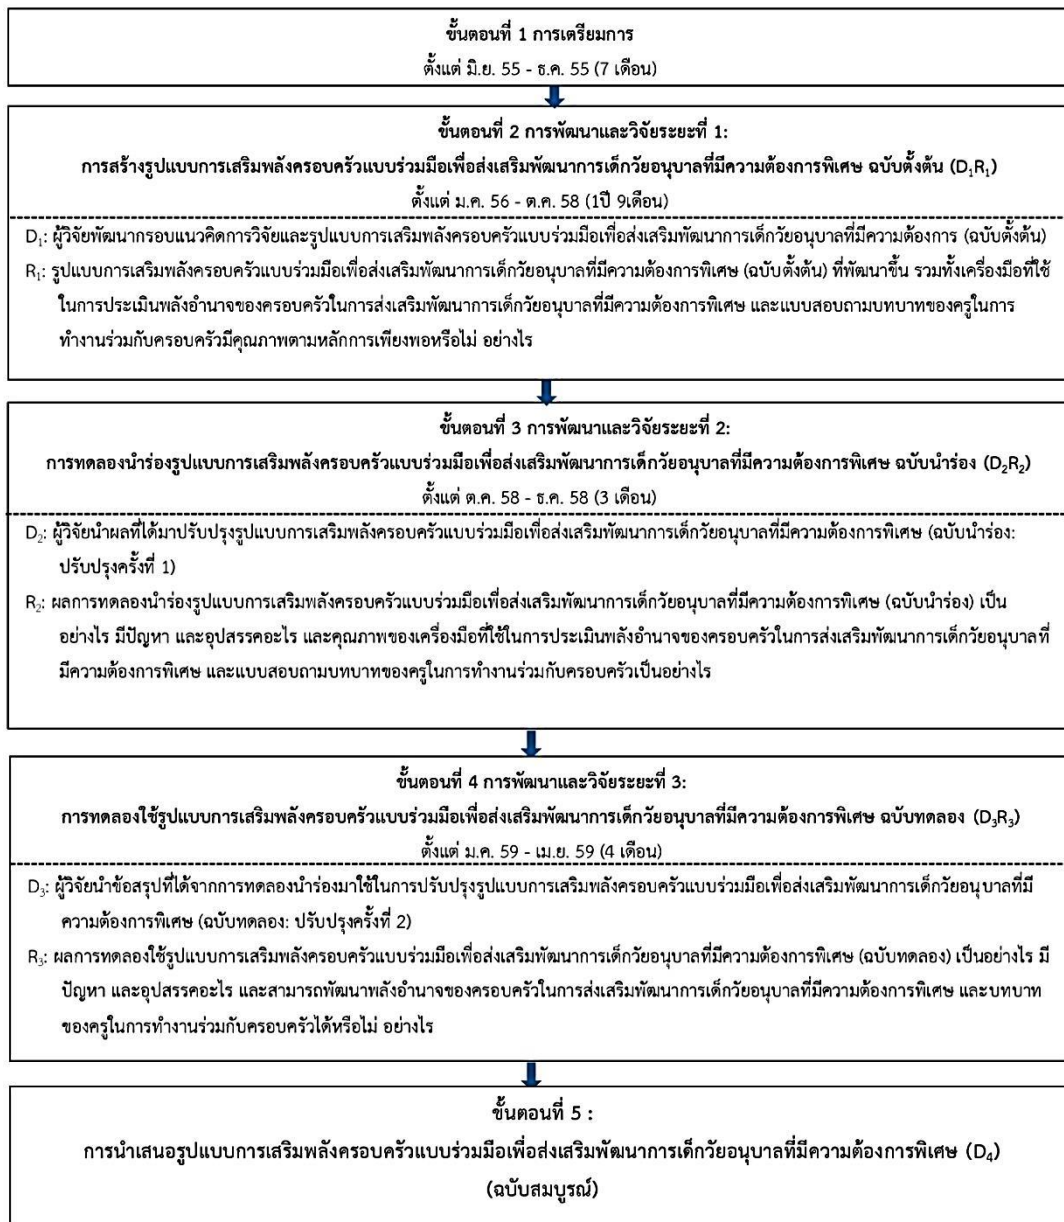 ขั้นตอนที่ 1 การเตรียมการ
ตั้งแต่ มิ.ย. 55 - ธ.ค. 55 (7 เดือน)
ขั้นตอนที่ 2 การพัฒนาและวิจัยระยะที่ 1:
การสร้างรูปแบบการเสริมพลังครอบครัวแบบร่วมมือเพื่อส่งเสริมพัฒนาการเด็กวัยอนุบาลที่มีความต้องการพิเศษ ฉบับตั้งต้น (D₁R₁)
ตั้งแต่ ม.ค. 56 - ต.ค. 58 (1ปี 9เดือน)
D₁: ผู้วิจัยพัฒนากรอบแนวคิดการวิจัยและรูปแบบการเสริมพลังครอบครัวแบบร่วมมือเพื่อส่งเสริมพัฒนาการเด็กวัยอนุบาลที่มีความต้องการ (ฉบับตั้งต้น)
R₁: รูปแบบการเสริมพลังครอบครัวแบบร่วมมือเพื่อส่งเสริมพัฒนาการเด็กวัยอนุบาลที่มีความต้องการพิเศษ (ฉบับตั้งต้น) ที่พัฒนาขึ้น รวมทั้งเครื่องมือที่ใช้
ในการประเมินพลังอำนาจของครอบครัวในการส่งเสริมพัฒนาการเด็กวัยอนุบาลที่มีความต้องการพิเศษ และแบบสอบถามบทบาทของครูในการ
ทำงานร่วมกับครอบครัวมีคุณภาพตามหลักการเพียงพอหรือไม่ อย่างไร
ขั้นตอนที่ 3 การพัฒนาและวิจัยระยะที่ 2:
การทดลองนำร่องรูปแบบการเสริมพลังครอบครัวแบบร่วมมือเพื่อส่งเสริมพัฒนาการเด็กวัยอนุบาลที่มีความต้องการพิเศษ ฉบับนำร่อง (D₂R₂)
ตั้งแต่ ต.ค. 58 - ธ.ค. 58 (3 เดือน)
D₂: ผู้วิจัยนำผลที่ได้มาปรับปรุงรูปแบบการเสริมพลังครอบครัวแบบร่วมมือเพื่อส่งเสริมพัฒนาการเด็กวัยอนุบาลที่มีความต้องการพิเศษ (ฉบับนำร่อง:
ปรับปรุงครั้งที่ 1)
R₂: ผลการทดลองนำร่องรูปแบบการเสริมพลังครอบครัวแบบร่วมมือเพื่อส่งเสริมพัฒนาการเด็กวัยอนุบาลที่มีความต้องการพิเศษ (ฉบับนำร่อง) เป็น
อย่างไร มีปัญหา และอุปสรรคอะไร และคุณภาพของเครื่องมือที่ใช้ในการประเมินพลังอำนาจของครอบครัวในการส่งเสริมพัฒนาการเด็กวัยอนุบาลที่
มีความต้องการพิเศษ และแบบสอบถามบทบาทของครูในการทำงานร่วมกับครอบครัวเป็นอย่างไร
ขั้นตอนที่ 4 การพัฒนาและวิจัยระยะที่ 3:
การทดลองใช้รูปแบบการเสริมพลังครอบครัวแบบร่วมมือเพื่อส่งเสริมพัฒนาการเด็กวัยอนุบาลที่มีความต้องการพิเศษ ฉบับทดลอง (D₃R₃)
ตั้งแต่ ม.ค. 59 - เม.ย. 59 (4 เดือน)
D₃: ผู้วิจัยนำข้อสรุปที่ได้จากการทดลองนำร่องมาใช้ในการปรับปรุงรูปแบบการเสริมพลังครอบครัวแบบร่วมมือเพื่อส่งเสริมพัฒนาการเด็กวัยอนุบาลที่มี
ความต้องการพิเศษ (ฉบับทดลอง: ปรับปรุงครั้งที่ 2)
R₃: ผลการทดลองใช้รูปแบบการเสริมพลังครอบครัวแบบร่วมมือเพื่อส่งเสริมพัฒนาการเด็กวัยอนุบาลที่มีความต้องการพิเศษ (ฉบับทดลอง) เป็นอย่างไร มี
ปัญหา และอุปสรรคอะไร และสามารถพัฒนาพลังอำนาจของครอบครัวในการส่งเสริมพัฒนาการเด็กวัยอนุบาลที่มีความต้องการพิเศษ และบทบาท
ของครูในการทำงานร่วมกับครอบครัวได้หรือไม่ อย่างไร
ขั้นตอนที่ 5 :
การนำเสนอรูปแบบการเสริมพลังครอบครัวแบบร่วมมือเพื่อส่งเสริมพัฒนาการเด็กวัยอนุบาลที่มีความต้องการพิเศษ (D₄)
(ฉบับสมบูรณ์)